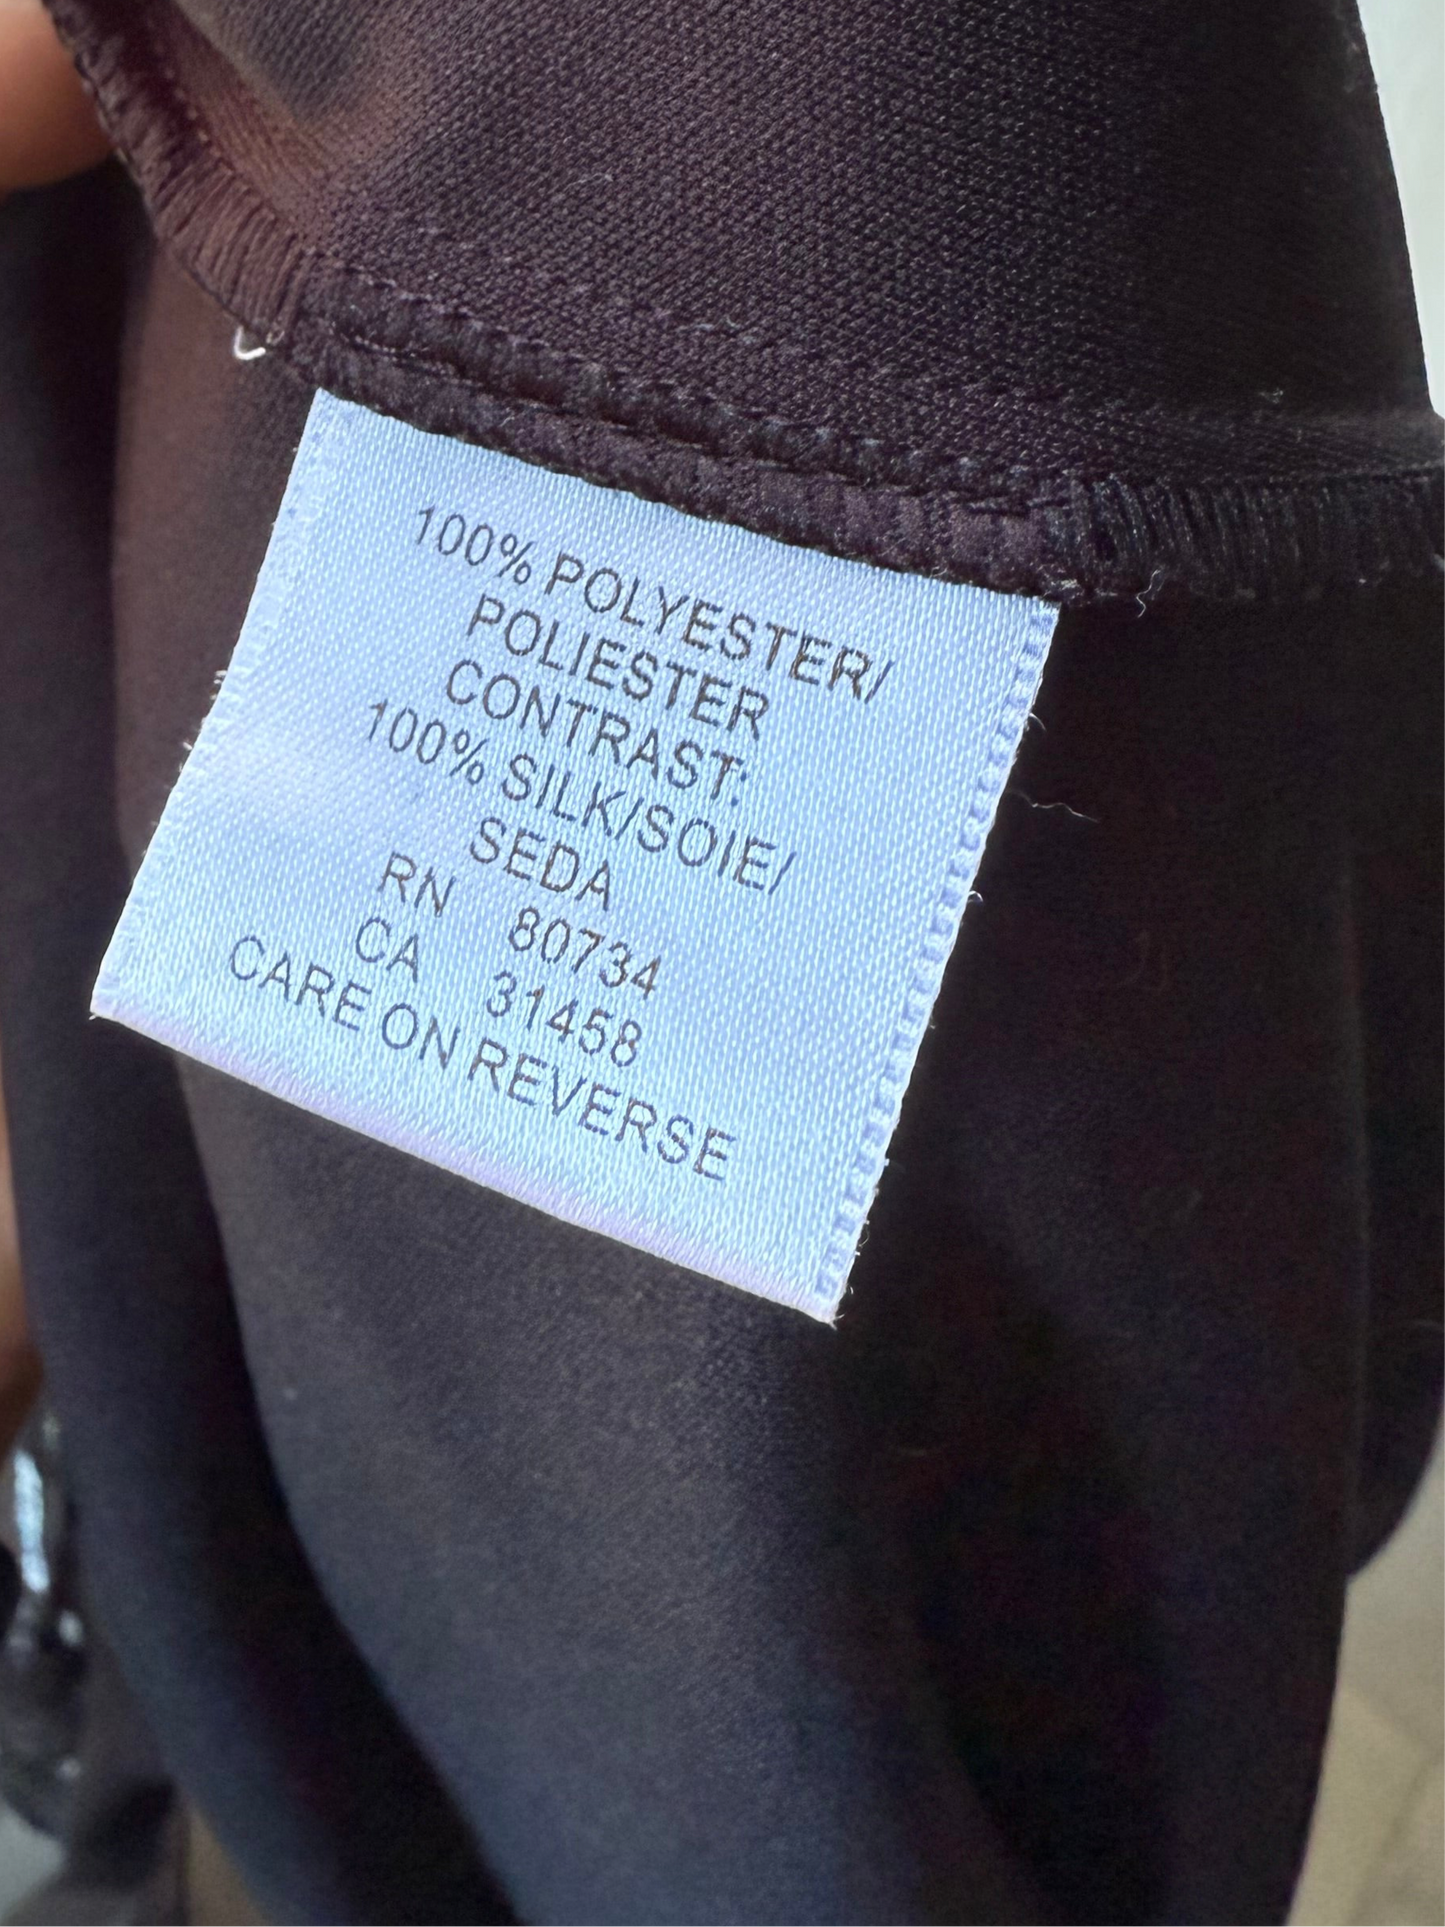 100% POLYESTER/
POLIESTER
CONTRAST:
100% SILK/SOIE/
SEDA
RN 80734
CA 31458
CARE ON REVERSE